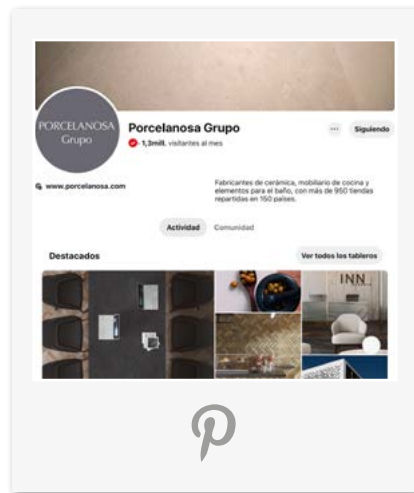 PORCELANOSA
Grupo
Porcelanosa Grupo
1,3mill. visitantes al mes
Siguiendo
www.porcelanosa.com
Fabricantes de cerámica, mobiliario de cocina y
elementos para el baño, con más de 950 tiendas
repartidas en 150 países.
Actividad
Comunidad
Destacados
Ver todos los tableros
INN